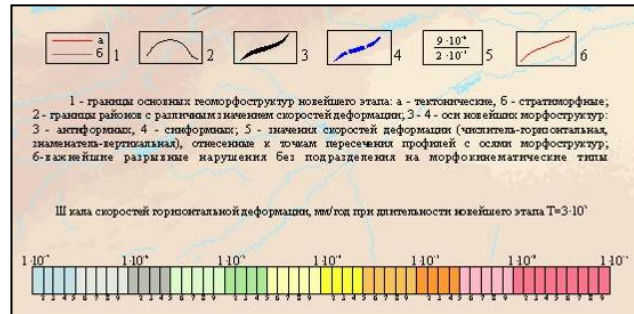 а
б
1 2 3 4 5 6
9·10
2·10
1 - границы основных геоморфоструктур новейшего этапа: а - тектонические, б - стратиморфные;
2 - границы районов с различным значением скоростей деформации; 3 - 4 - оси новейших морфоструктур:
3 - антиформных, 4 - синформных; 5 - значения скоростей деформации (числитель-горизонтальная,
знаменатель-вертикальная), отнесенные к точкам пересечения профилей с осями морфоструктур;
6-важнейшие разрывные нарушения без подразделения на морфокинематические типы
Шкала скоростей горизонтальной деформации, мм/год при длительности новейшего этапа T=3·10
1·10 1·10 1·10 1·10 1·10 1·10 1·10
2 3 4 5 6 7 8 9 2 3 4 5 6 7 8 9 2 3 4 5 6 7 8 9 2 3 4 5 6 7 8 9 2 3 4 5 6 7 8 9 2 3 4 5 6 7 8 9